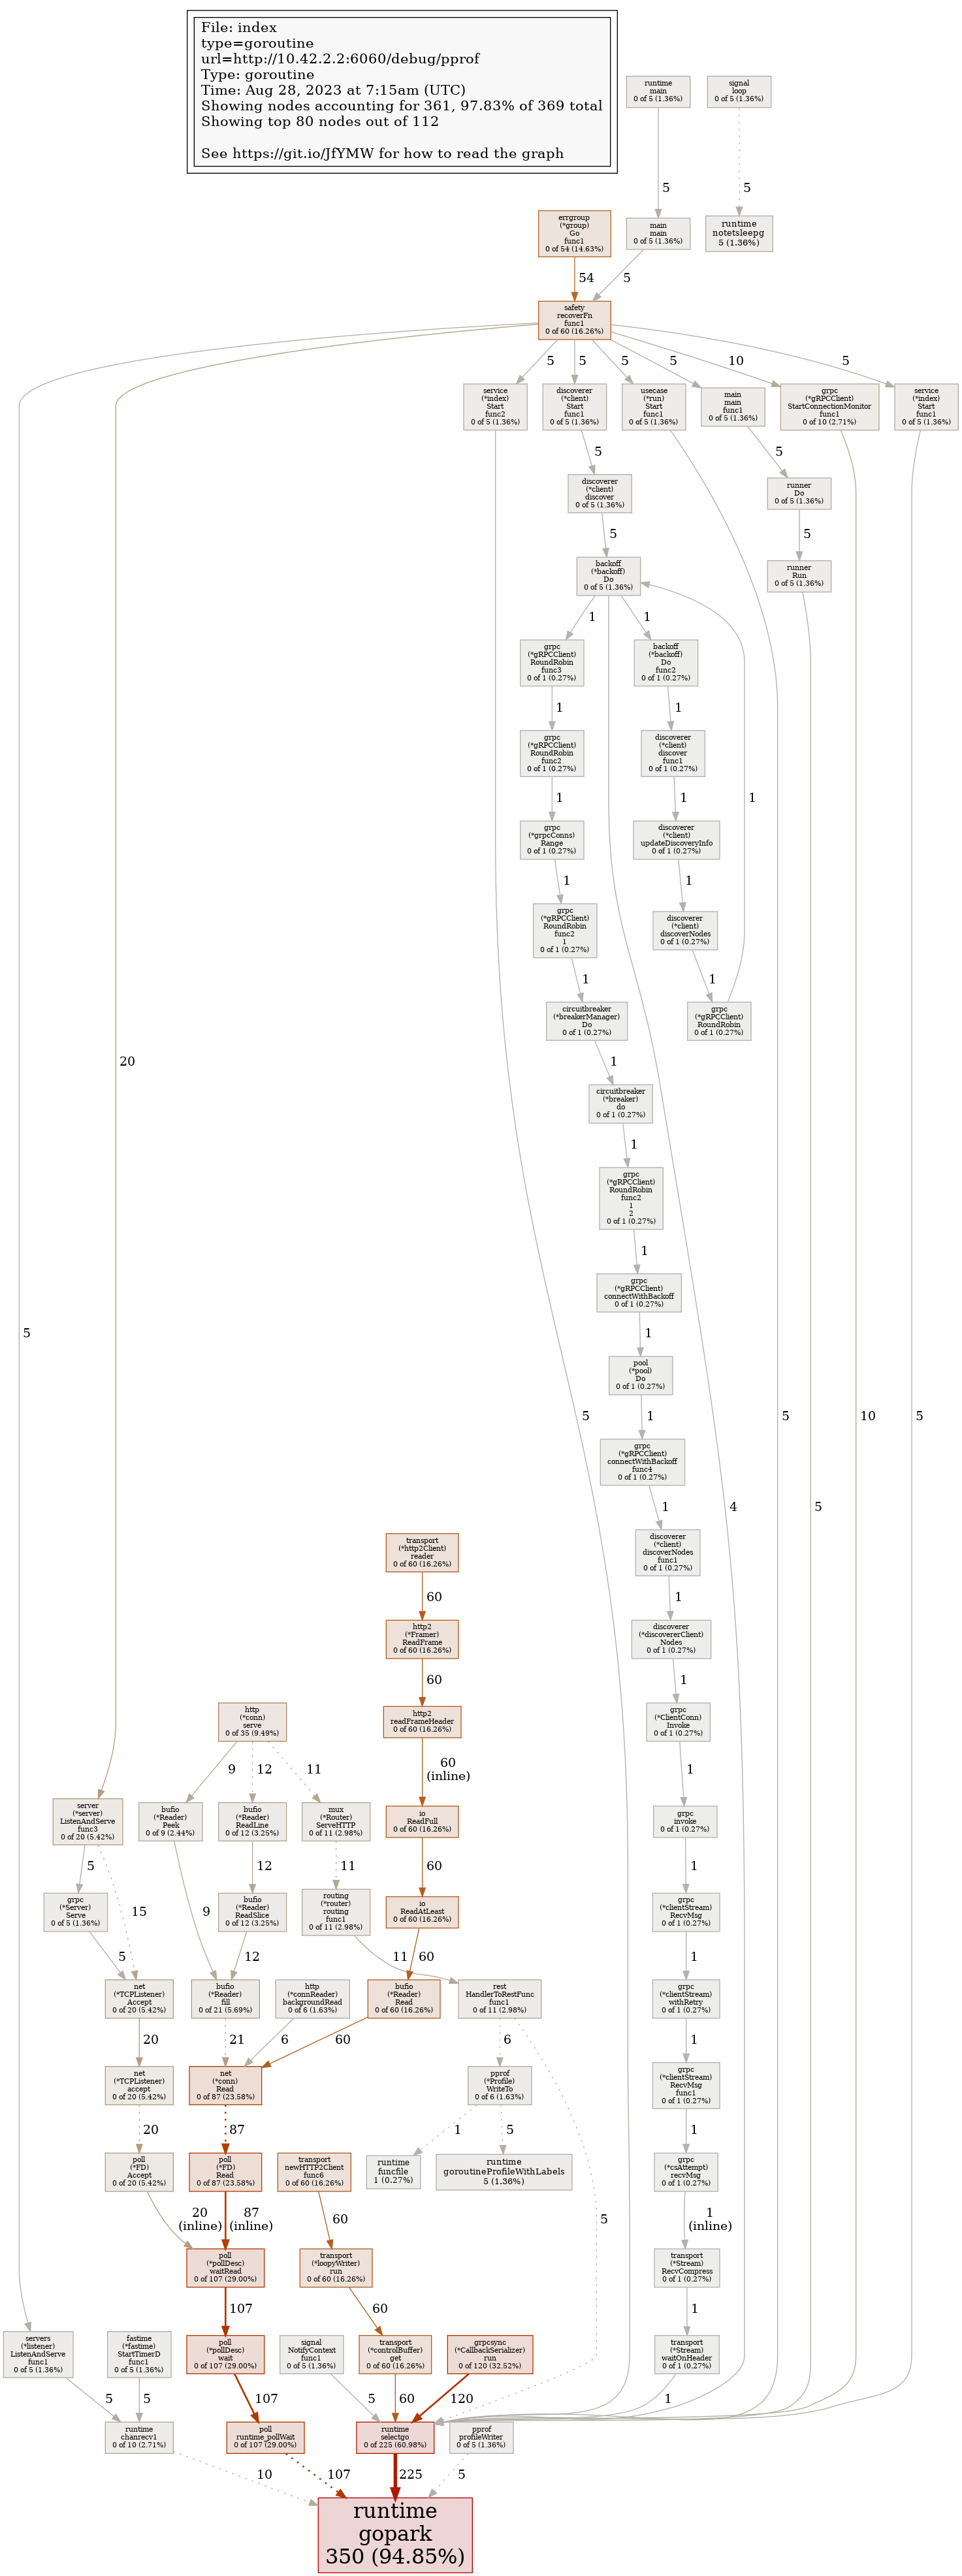 File: index
type=goroutine
url=http://10.42.2.2:6060/debug/pprof
Type: goroutine
Time: Aug 28, 2023 at 7:15am (UTC)
Showing nodes accounting for 361, 97.83% of 369 total
Showing top 80 nodes out of 112
See https://git.io/JfYMW for how to read the graph
runtime
main
0 of 5 (1.36%)
signal
loop
0 of 5 (1.36%)
5
5
errgroup
(*group)
Go
func1
0 of 54 (14.63%)
main
main
0 of 5 (1.36%)
runtime
notetsleepg
5 (1.36%)
54
5
safety
recoverFn
func1
0 of 60 (16.26%)
5
5
5
5
10
5
service
(*index)
Start
func2
0 of 5 (1.36%)
discoverer
(*client)
Start
func1
0 of 5 (1.36%)
usecase
(*run)
Start
func1
0 of 5 (1.36%)
main
main
func1
0 of 5 (1.36%)
grpc
(*gRPCClient)
StartConnectionMonitor
func1
0 of 10 (2.71%)
service
(*index)
Start
func1
0 of 5 (1.36%)
5
5
discoverer
(*client)
discover
0 of 5 (1.36%)
runner
Do
0 of 5 (1.36%)
5
5
backoff
(*backoff)
Do
0 of 5 (1.36%)
runner
Run
0 of 5 (1.36%)
1
1
grpc
(*gRPCClient)
RoundRobin
func3
0 of 1 (0.27%)
backoff
(*backoff)
Do
func2
0 of 1 (0.27%)
1
1
grpc
(*gRPCClient)
RoundRobin
func2
0 of 1 (0.27%)
discoverer
(*client)
discover
func1
0 of 1 (0.27%)
1
1
1
grpc
(*grpcConns)
Range
0 of 1 (0.27%)
discoverer
(*client)
updateDiscoveryInfo
0 of 1 (0.27%)
1
1
grpc
(*gRPCClient)
RoundRobin
func2
1
0 of 1 (0.27%)
discoverer
(*client)
discoverNodes
0 of 1 (0.27%)
1
1
circuitbreaker
(*breakerManager)
Do
0 of 1 (0.27%)
grpc
(*gRPCClient)
RoundRobin
0 of 1 (0.27%)
20
1
circuitbreaker
(*breaker)
do
0 of 1 (0.27%)
1
grpc
(*gRPCClient)
RoundRobin
func2
1
2
0 of 1 (0.27%)
1
grpc
(*gRPCClient)
connectWithBackoff
0 of 1 (0.27%)
5
1
pool
(*pool)
Do
0 of 1 (0.27%)
5
1
5
10
5
grpc
(*gRPCClient)
connectWithBackoff
func4
0 of 1 (0.27%)
1
4
5
transport
(*http2Client)
reader
0 of 60 (16.26%)
discoverer
(*client)
discoverNodes
func1
0 of 1 (0.27%)
60
1
http2
(*Framer)
ReadFrame
0 of 60 (16.26%)
discoverer
(*discovererClient)
Nodes
0 of 1 (0.27%)
60
1
http
(*conn)
serve
0 of 35 (9.49%)
http2
readFrameHeader
0 of 60 (16.26%)
grpc
(*ClientConn)
Invoke
0 of 1 (0.27%)
9
12
11
60
(inline)
1
server
(*server)
ListenAndServe
func3
0 of 20 (5.42%)
bufio
(*Reader)
Peek
0 of 9 (2.44%)
bufio
(*Reader)
ReadLine
0 of 12 (3.25%)
mux
(*Router)
ServeHTTP
0 of 11 (2.98%)
io
ReadFull
0 of 60 (16.26%)
grpc
invoke
0 of 1 (0.27%)
5
12
11
60
1
grpc
(*Server)
Serve
0 of 5 (1.36%)
15
9
bufio
(*Reader)
ReadSlice
0 of 12 (3.25%)
routing
(*router)
routing
func1
0 of 11 (2.98%)
io
ReadAtLeast
0 of 60 (16.26%)
grpc
(*clientStream)
RecvMsg
0 of 1 (0.27%)
5
12
11
60
1
net
(*TCPListener)
Accept
0 of 20 (5.42%)
bufio
(*Reader)
fill
0 of 21 (5.69%)
http
(*connReader)
backgroundRead
0 of 6 (1.63%)
bufio
(*Reader)
Read
0 of 60 (16.26%)
rest
HandlerToRestFunc
func1
0 of 11 (2.98%)
grpc
(*clientStream)
withRetry
0 of 1 (0.27%)
20
21
6
60
6
1
net
(*TCPListener)
accept
0 of 20 (5.42%)
net
(*conn)
Read
0 of 87 (23.58%)
pprof
(*Profile)
WriteTo
0 of 6 (1.63%)
grpc
(*clientStream)
RecvMsg
func1
0 of 1 (0.27%)
20
87
1
5
1
poll
(*FD)
Accept
0 of 20 (5.42%)
poll
(*FD)
Read
0 of 87 (23.58%)
transport
newHTTP2Client
func6
0 of 60 (16.26%)
runtime
funcfile
1 (0.27%)
runtime
goroutineProfileWithLabels
5 (1.36%)
grpc
(*csAttempt)
recvMsg
0 of 1 (0.27%)
20
(inline)
87
(inline)
60
5
1
(inline)
poll
(*pollDesc)
waitRead
0 of 107 (29.00%)
transport
(*loopyWriter)
run
0 of 60 (16.26%)
transport
(*Stream)
RecvCompress
0 of 1 (0.27%)
107
60
1
servers
(*listener)
ListenAndServe
func1
0 of 5 (1.36%)
fastime
(*fastime)
StartTimerD
func1
0 of 5 (1.36%)
poll
(*pollDesc)
wait
0 of 107 (29.00%)
signal
NotifyContext
func1
0 of 5 (1.36%)
transport
(*controlBuffer)
get
0 of 60 (16.26%)
grpcsync
(*CallbackSerializer)
run
0 of 120 (32.52%)
transport
(*Stream)
waitOnHeader
0 of 1 (0.27%)
5
5
107
5
60
120
1
runtime
chanrecv1
0 of 10 (2.71%)
poll
runtime_pollWait
0 of 107 (29.00%)
runtime
selectgo
0 of 225 (60.98%)
pprof
profileWriter
0 of 5 (1.36%)
10
107
225
5
runtime
gopark
350 (94.85%)